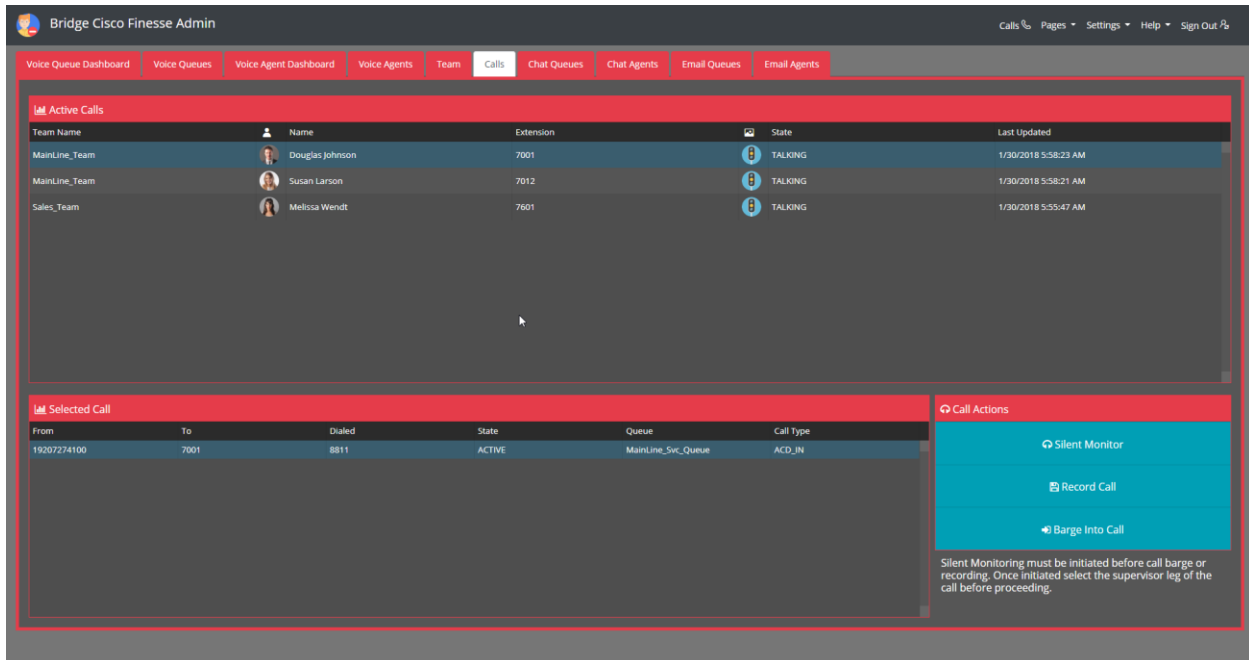 Bridge Cisco Finesse Admin
Calls Pages Settings Help Sign Out
Voice Queue Dashboard Voice Queues Voice Agent Dashboard Voice Agents Team Calls Chat Queues Chat Agents Email Queues Email Agents
Active Calls
Team Name Name Extension State Last Updated
MainLine_Team Douglas Johnson 7001 TALKING 1/30/2018 5:58:23 AM
MainLine_Team Susan Larson 7012 TALKING 1/30/2018 5:58:21 AM
Sales_Team Melissa Wendt 7601 TALKING 1/30/2018 5:55:47 AM
Selected Call
From To Dialed State Queue Call Type
19207274100 7001 8811 ACTIVE MainLine_Svc_Queue ACD_IN
Call Actions
Silent Monitor
Record Call
Barge Into Call
Silent Monitoring must be initiated before call barge or
recording. Once initiated select the supervisor leg of the
call before proceeding.